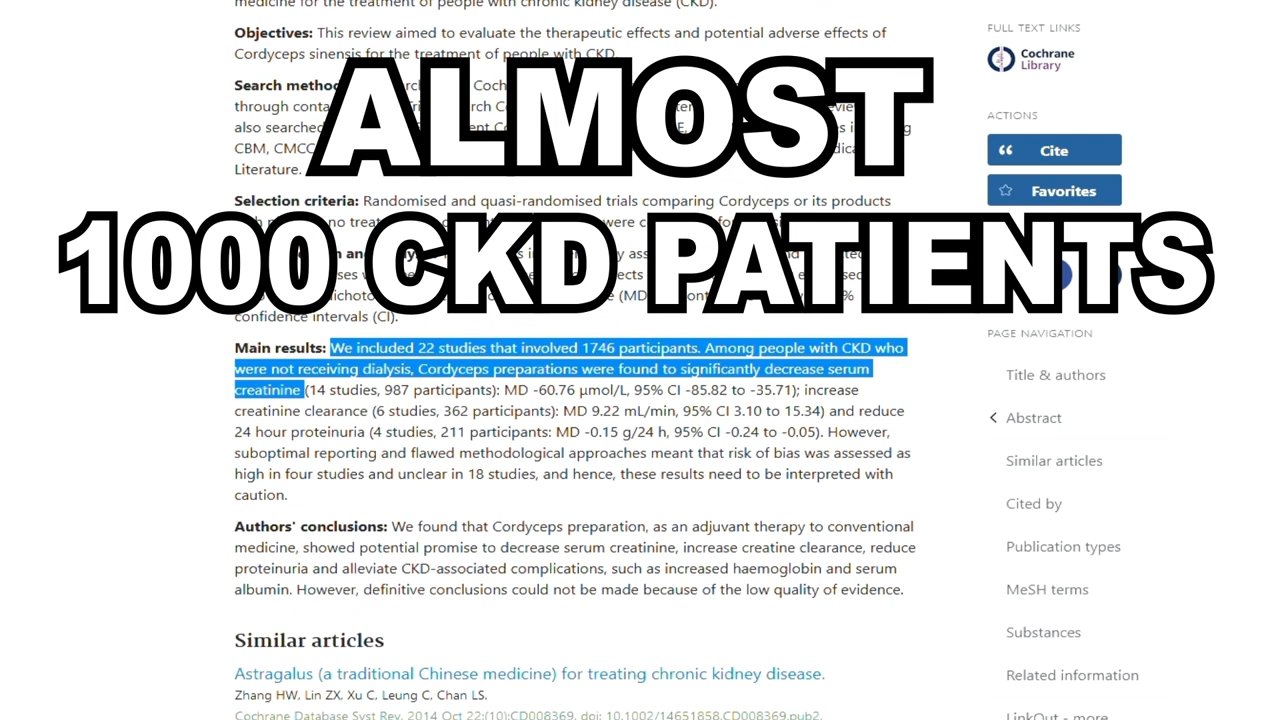 medicine for the treatment of people with chronic kidney disease (CKD).
Objectives: This review aimed to evaluate the therapeutic effects and potential adverse effects of
Cordyceps sinensis for the treatment of people with CKD.
ALMOST
Search
through
also searched
CBM, CMCC
Literature.
Selection criteria: Randomised and quasi-randomised trials comparing Cordyceps or its products
1000 CKD PATIENTS
confidence intervals (CI).
Main results: We included 22 studies that involved 1746 participants. Among people with CKD who
were not receiving dialysis, Cordyceps preparations were found to significantly decrease serum
creatinine (14 studies, 987 participants): MD -60.76 μmol/L, 95% CI -85.82 to -35.71); increase
creatinine clearance (6 studies, 362 participants): MD 9.22 mL/min, 95% CI 3.10 to 15.34) and reduce
24 hour proteinuria (4 studies, 211 participants: MD -0.15 g/24 h, 95% CI -0.24 to -0.05). However,
suboptimal reporting and flawed methodological approaches meant that risk of bias was assessed as
high in four studies and unclear in 18 studies, and hence, these results need to be interpreted with
caution.
Authors' conclusions: We found that Cordyceps preparation, as an adjuvant therapy to conventional
medicine, showed potential promise to decrease serum creatinine, increase creatine clearance, reduce
proteinuria and alleviate CKD-associated complications, such as increased haemoglobin and serum
albumin. However, definitive conclusions could not be made because of the low quality of evidence.
Similar articles
Astragalus (a traditional Chinese medicine) for treating chronic kidney disease.
Zhang HW, Lin ZX, Xu C, Leung C, Chan LS.
Cochrane Database Syst Rev. 2014 Oct 22;(10):CD008369. doi: 10.1002/14651858.CD008369.pub2.
FULL TEXT LINKS
Cochrane
Library
ACTIONS
Cite
Favorites
PAGE NAVIGATION
Title & authors
Abstract
Similar articles
Cited by
Publication types
MeSH terms
Substances
Related information
LinkOut - more